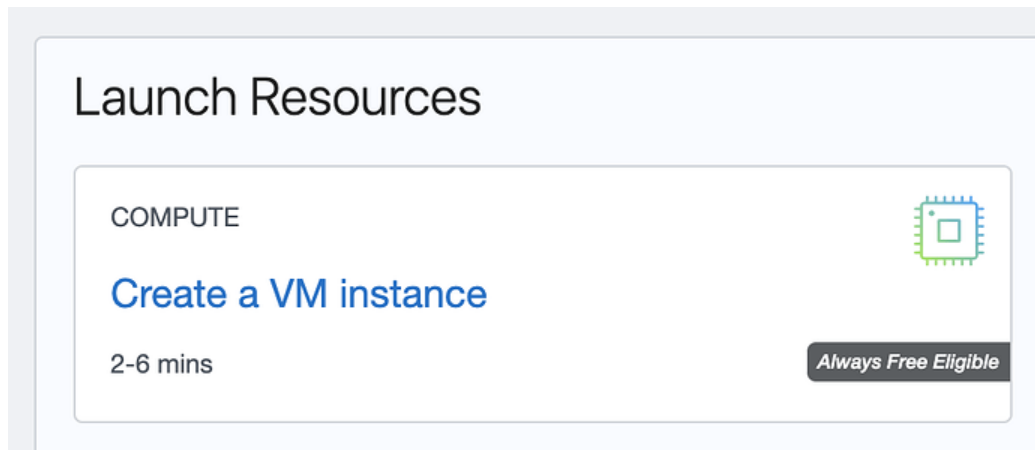 Launch Resources
COMPUTE
Create a VM instance
2-6 mins
Always Free Eligible